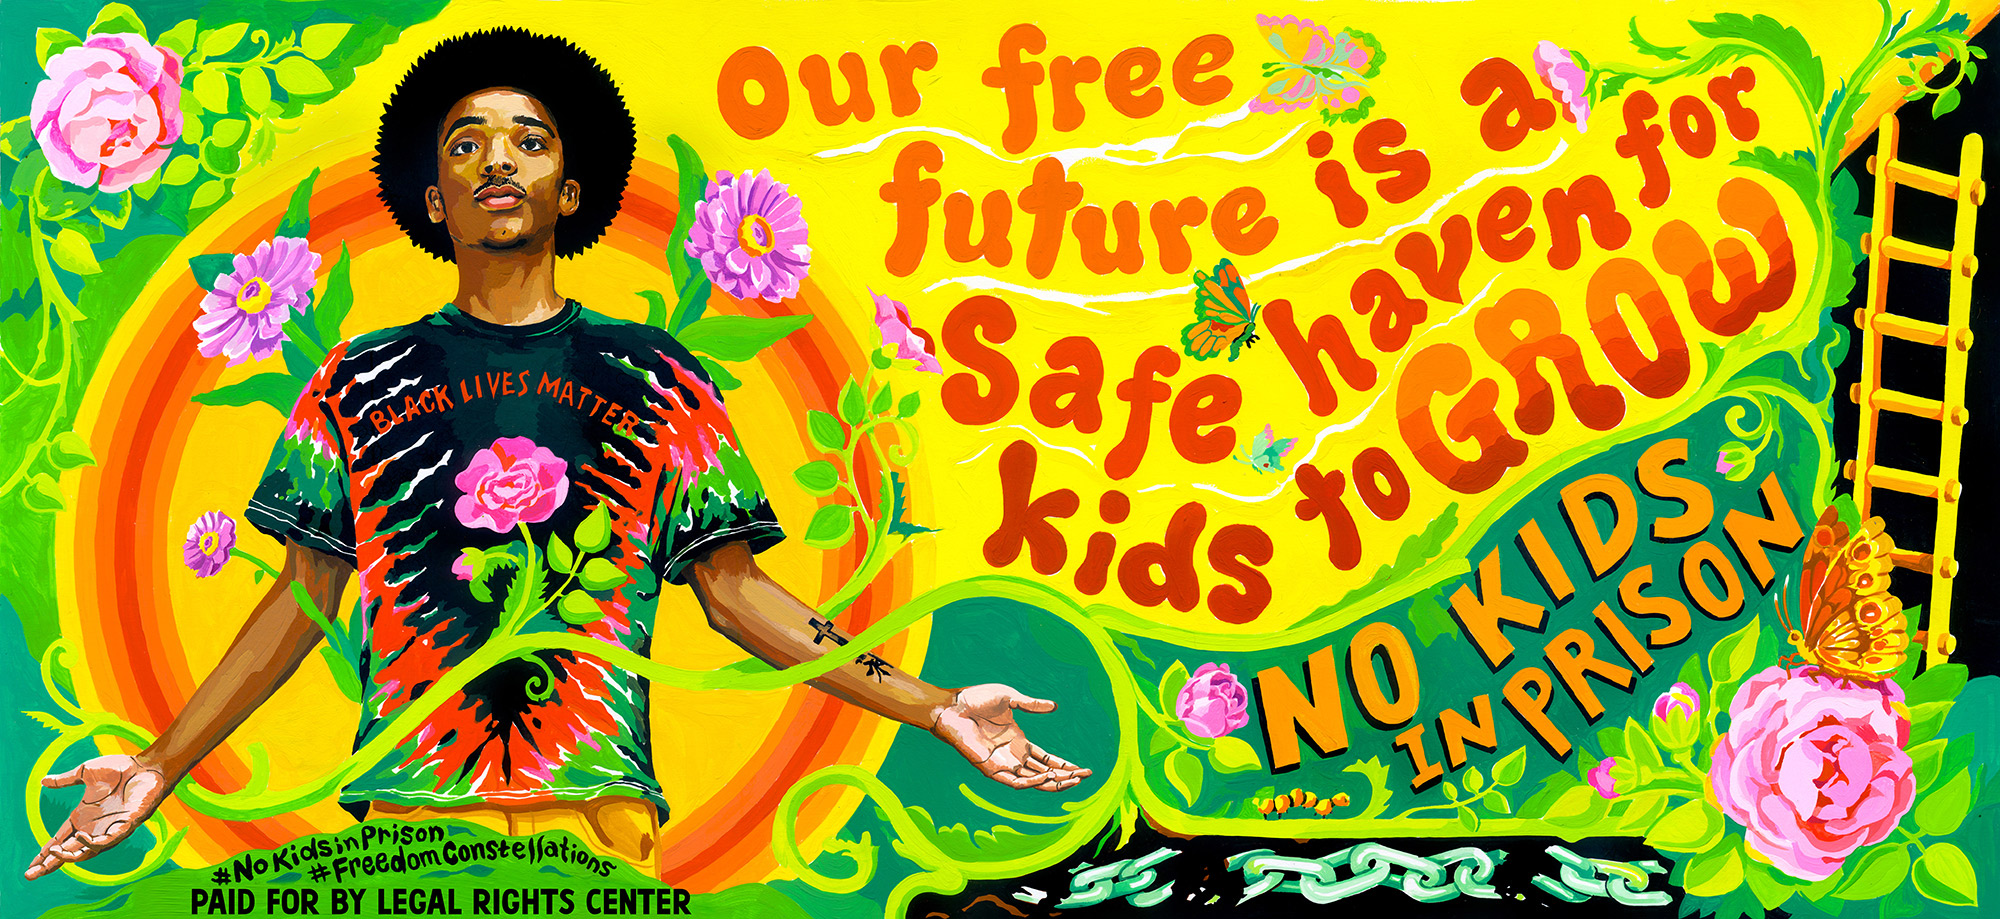 Our free
future is a
Safe haven for
kids to GROW
NO KIDS
IN PRISON
BLACK LIVES MATTER
#NoKidsinPrison
#FreedomConstellations
PAID FOR BY LEGAL RIGHTS CENTER